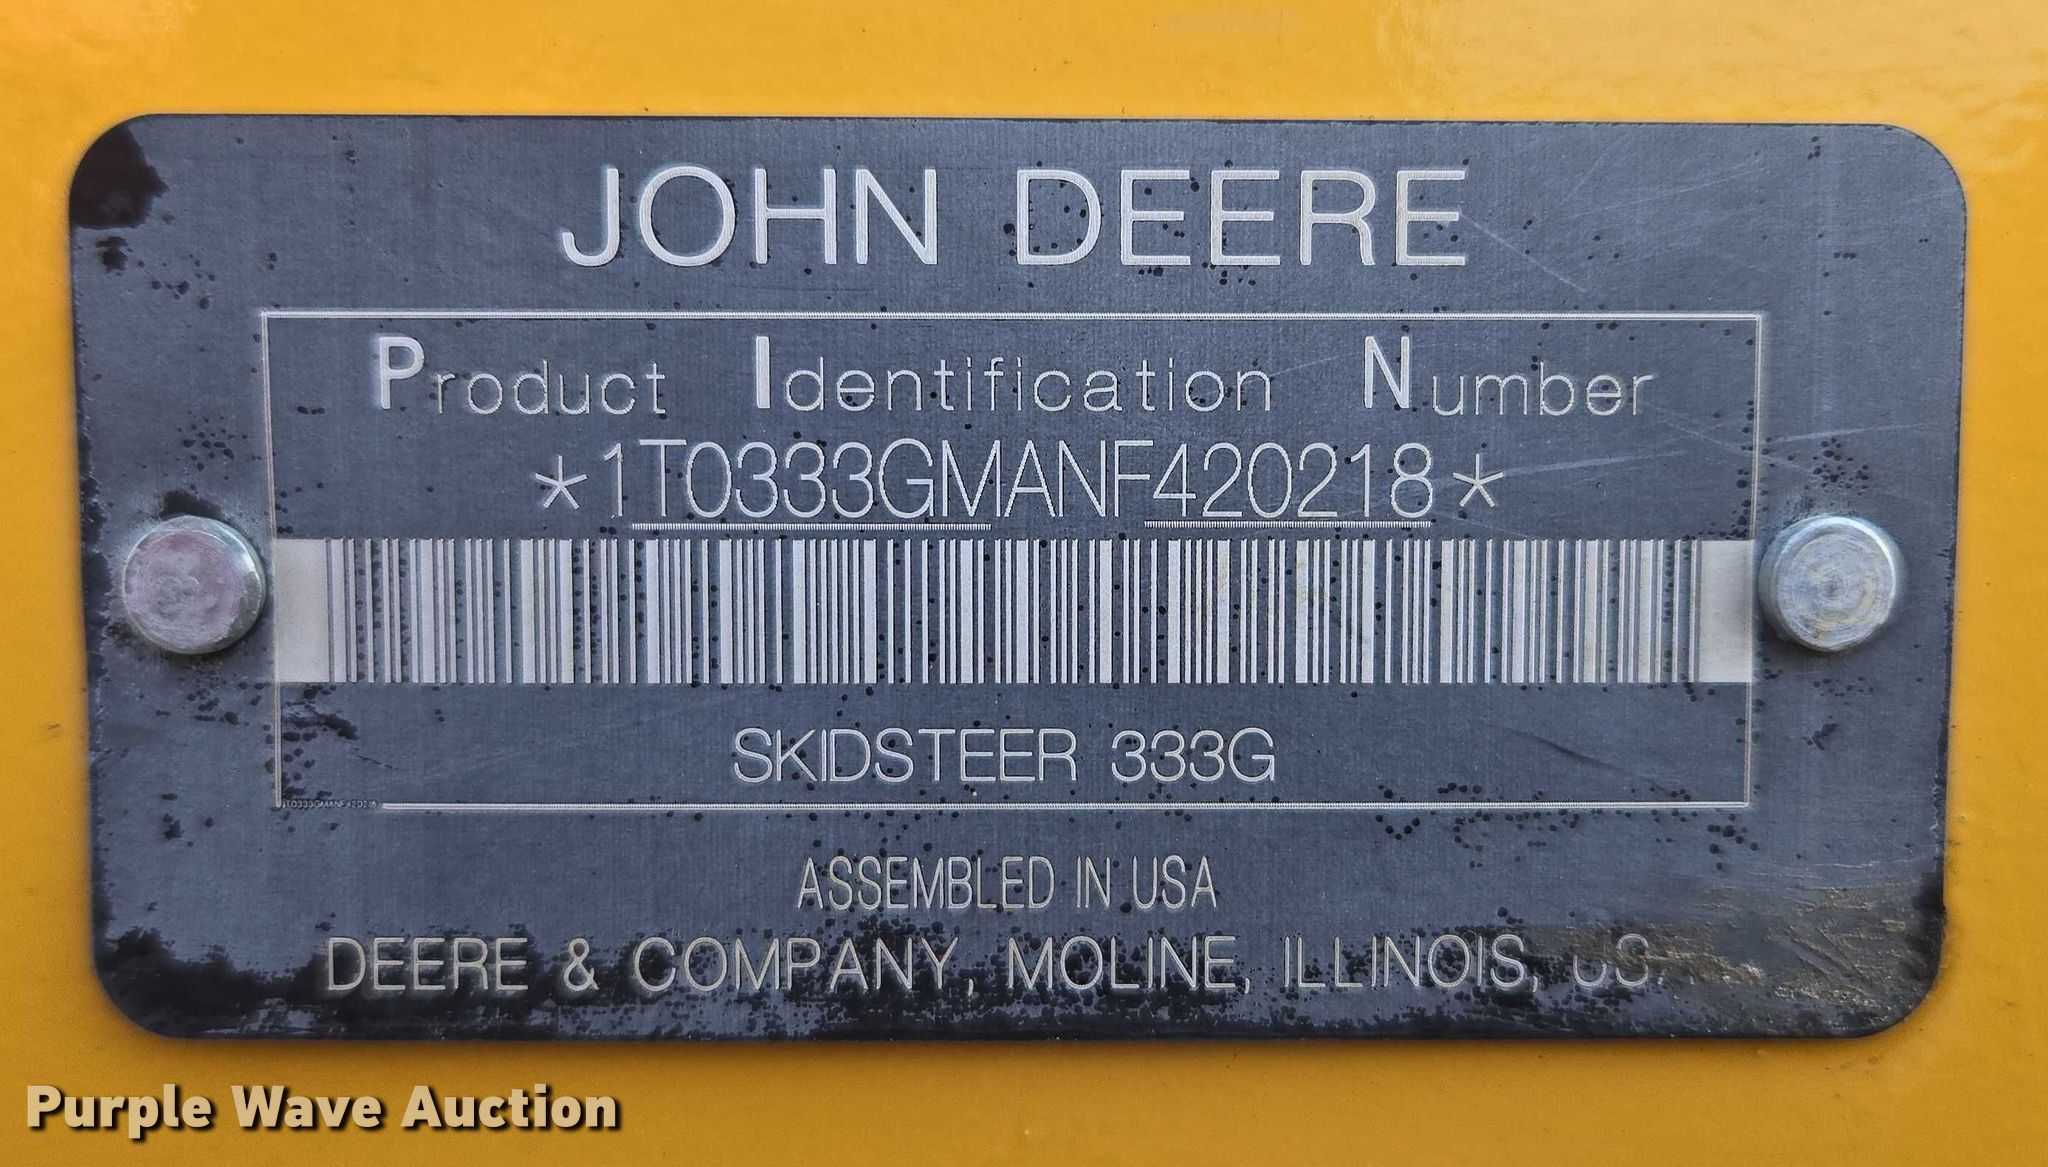 JOHN DEERE
Product Identification Number
*1T0333GMANF420218*
SKIDSTEER 333G
1T0333GMANF420218
ASSEMBLED IN USA
DEERE & COMPANY, MOLINE, ILLINOIS, US.
Purple Wave Auction